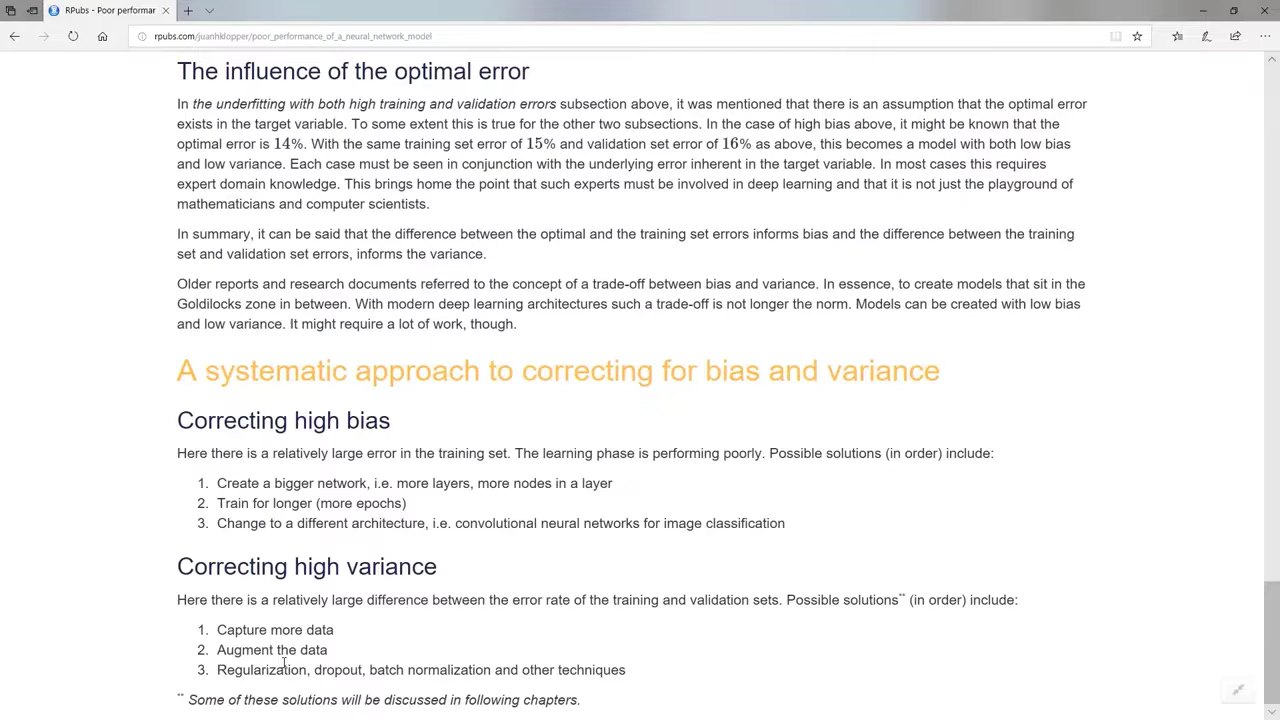 RPubs - Poor performar
rpubs.com/juanhklopper/poor_performance_of_a_neural_network_model
The influence of the optimal error
In the underfitting with both high training and validation errors subsection above, it was mentioned that there is an assumption that the optimal error
exists in the target variable. To some extent this is true for the other two subsections. In the case of high bias above, it might be known that the
optimal error is 14%. With the same training set error of 15% and validation set error of 16% as above, this becomes a model with both low bias
and low variance. Each case must be seen in conjunction with the underlying error inherent in the target variable. In most cases this requires
expert domain knowledge. This brings home the point that such experts must be involved in deep learning and that it is not just the playground of
mathematicians and computer scientists.
In summary, it can be said that the difference between the optimal and the training set errors informs bias and the difference between the training
set and validation set errors, informs the variance.
Older reports and research documents referred to the concept of a trade-off between bias and variance. In essence, to create models that sit in the
Goldilocks zone in between. With modern deep learning architectures such a trade-off is not longer the norm. Models can be created with low bias
and low variance. It might require a lot of work, though.
A systematic approach to correcting for bias and variance
Correcting high bias
Here there is a relatively large error in the training set. The learning phase is performing poorly. Possible solutions (in order) include:
1. Create a bigger network, i.e. more layers, more nodes in a layer
2. Train for longer (more epochs)
3. Change to a different architecture, i.e. convolutional neural networks for image classification
Correcting high variance
Here there is a relatively large difference between the error rate of the training and validation sets. Possible solutions** (in order) include:
1. Capture more data
2. Augment the data
3. Regularization, dropout, batch normalization and other techniques
** Some of these solutions will be discussed in following chapters.